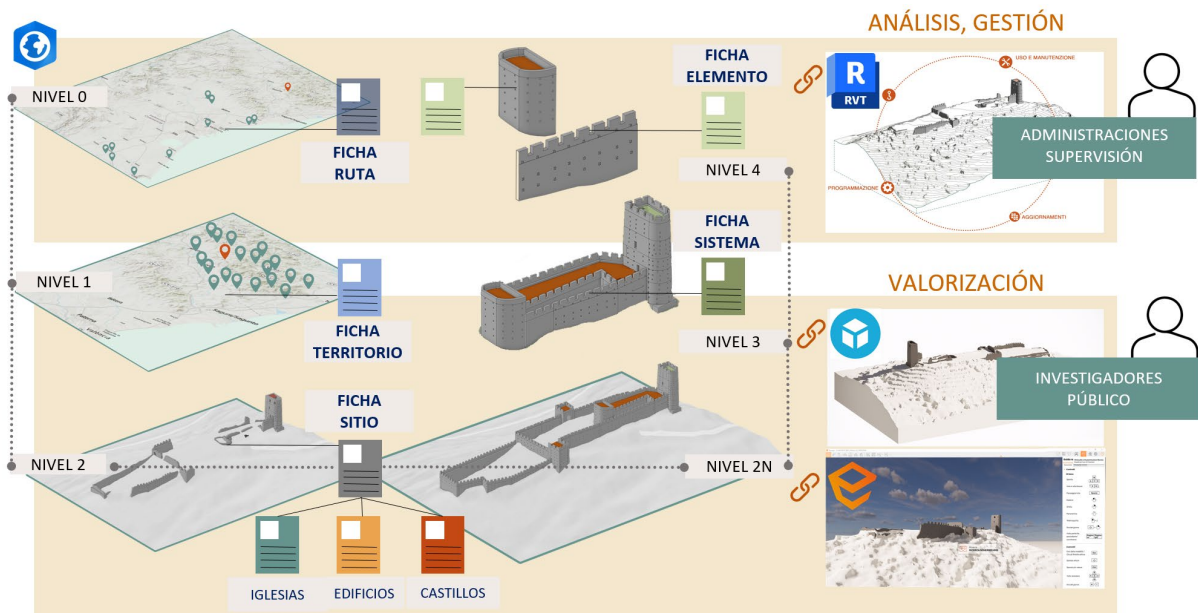 ANÁLISIS, GESTIÓN
NIVEL 0
FICHA
RUTA
FICHA
ELEMENTO
NIVEL 4
R
RVT
USO E MANUTENZIONE
PROGRAMMAZIONE
AGGIORNAMENTI
ADMINISTRACIONES
SUPERVISIÓN
NIVEL 1
FICHA
TERRITORIO
FICHA
SISTEMA
NIVEL 3
VALORIZACIÓN
INVESTIGADORES
PÚBLICO
NIVEL 2
FICHA
SITIO
NIVEL 2N
IGLESIAS
EDIFICIOS
CASTILLOS